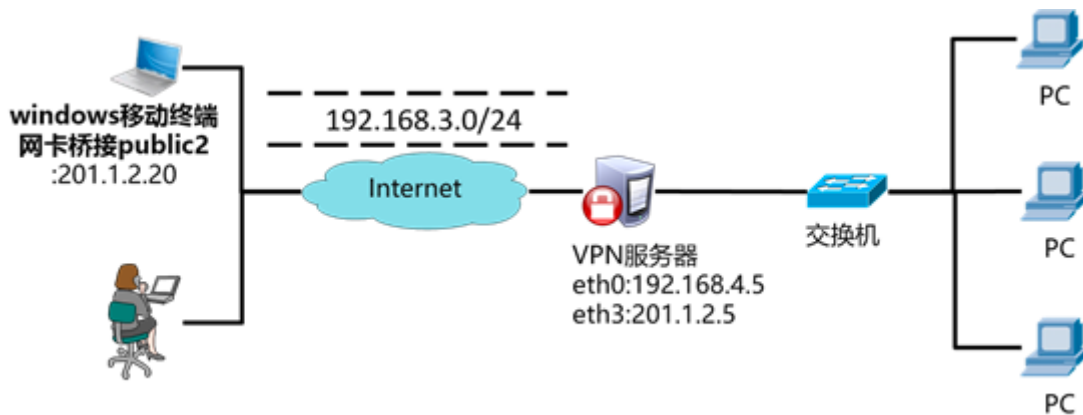 windows移动终端
网卡桥接public2
:201.1.2.20
192.168.3.0/24
Internet
VPN服务器
eth0:192.168.4.5
eth3:201.1.2.5
交换机
PC
PC
PC